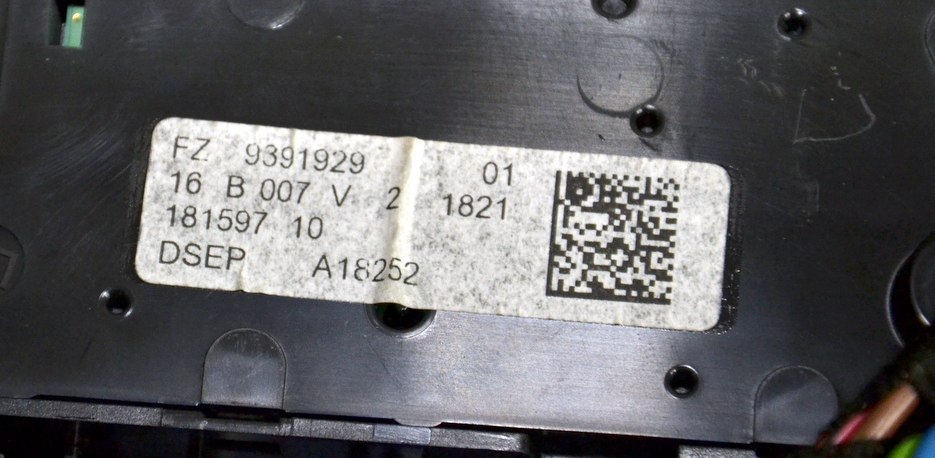 FZ 9391929 01
16 B 007 V 2 1821
181597 10
DSEP A18252